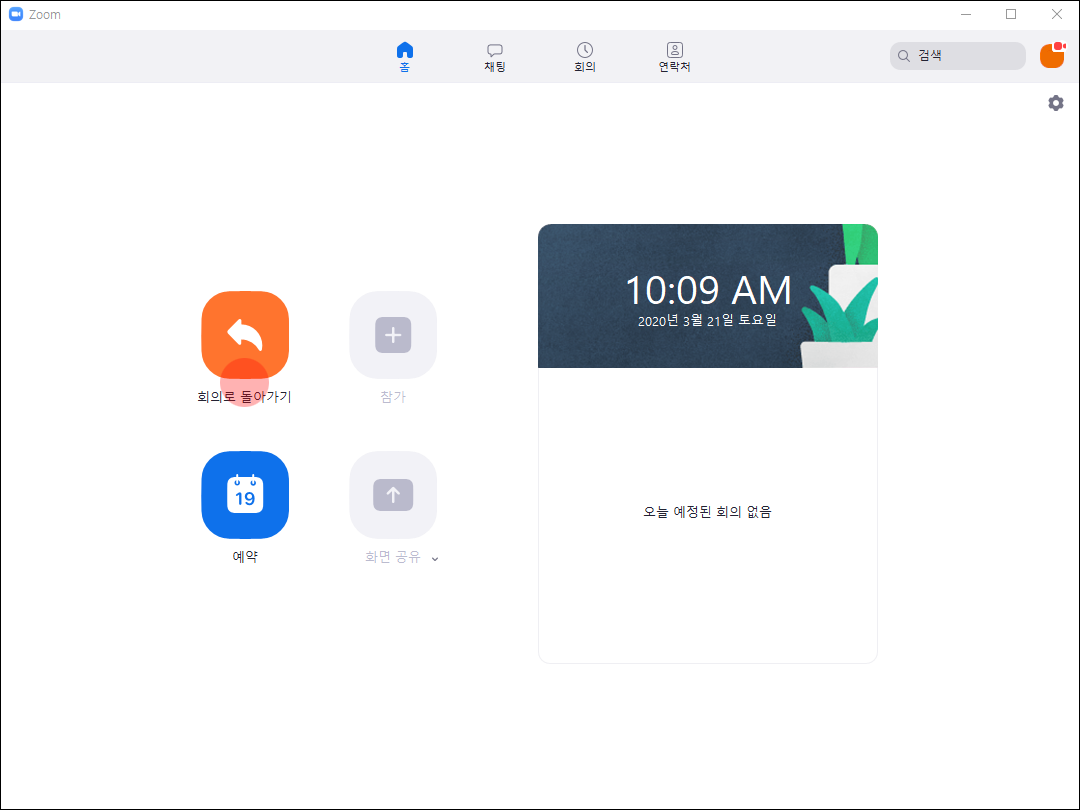 Zoom
홈
채팅
회의
연락처
검색
10:09 AM
2020년 3월 21일 토요일
회의로 돌아가기
참가
19
예약
화면 공유
오늘 예정된 회의 없음